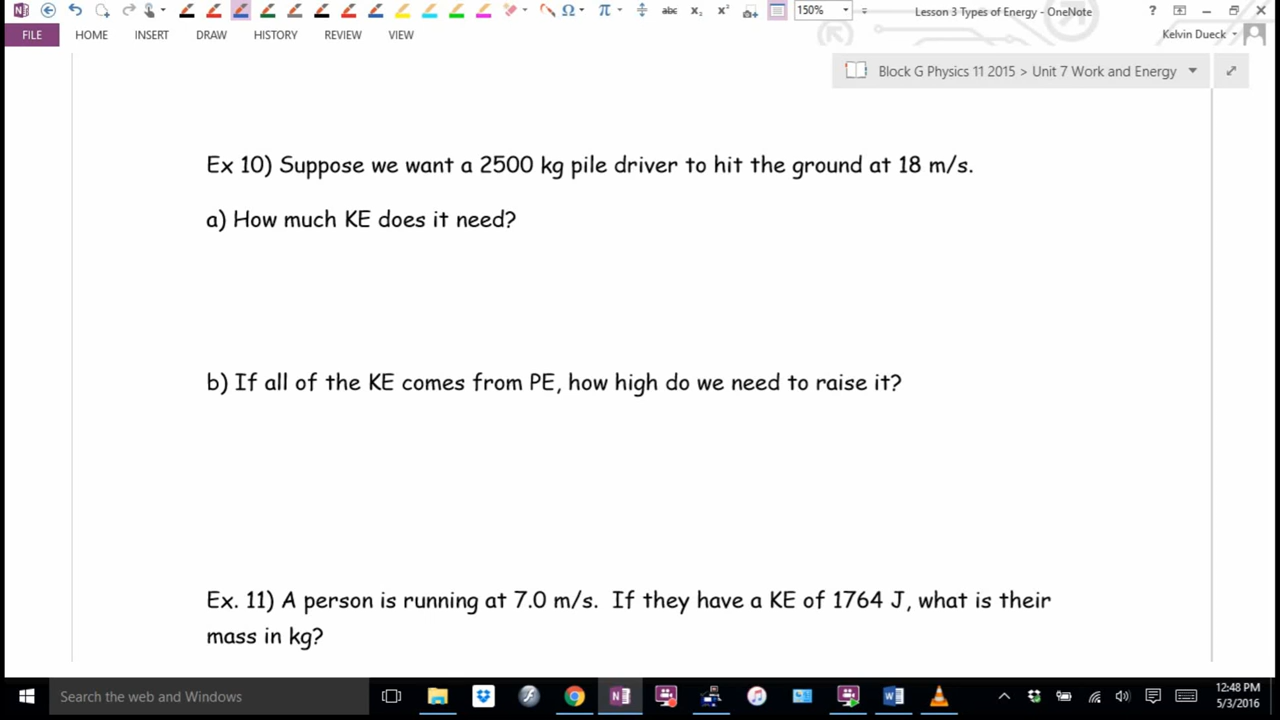 150%
Lesson 3 Types of Energy - OneNote
?
FILE HOME INSERT DRAW HISTORY REVIEW VIEW
Kelvin Dueck
Block G Physics 11 2015 > Unit 7 Work and Energy
Ex 10) Suppose we want a 2500 kg pile driver to hit the ground at 18 m/s.
a) How much KE does it need?
b) If all of the KE comes from PE, how high do we need to raise it?
Ex. 11) A person is running at 7.0 m/s. If they have a KE of 1764 J, what is their
mass in kg?
Search the web and Windows
12:48 PM
5/3/2016